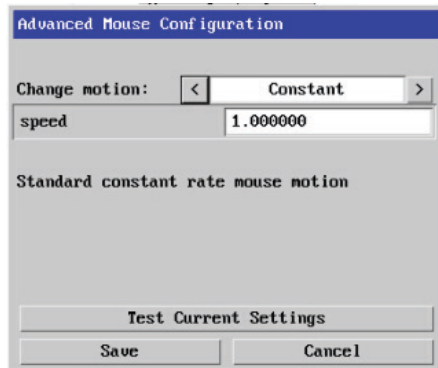 Advanced Mouse Configuration
Change motion: < Constant >
speed 1.000000
Standard constant rate mouse motion
Test Current Settings
Save Cancel